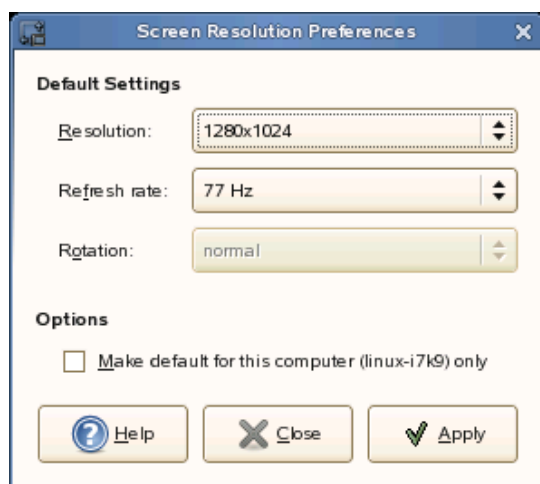 Screen Resolution Preferences
Default Settings
Resolution: 1280x1024
Refresh rate: 77 Hz
Rotation: normal
Options
Make default for this computer (linux-i7k9) only
Help Close Apply